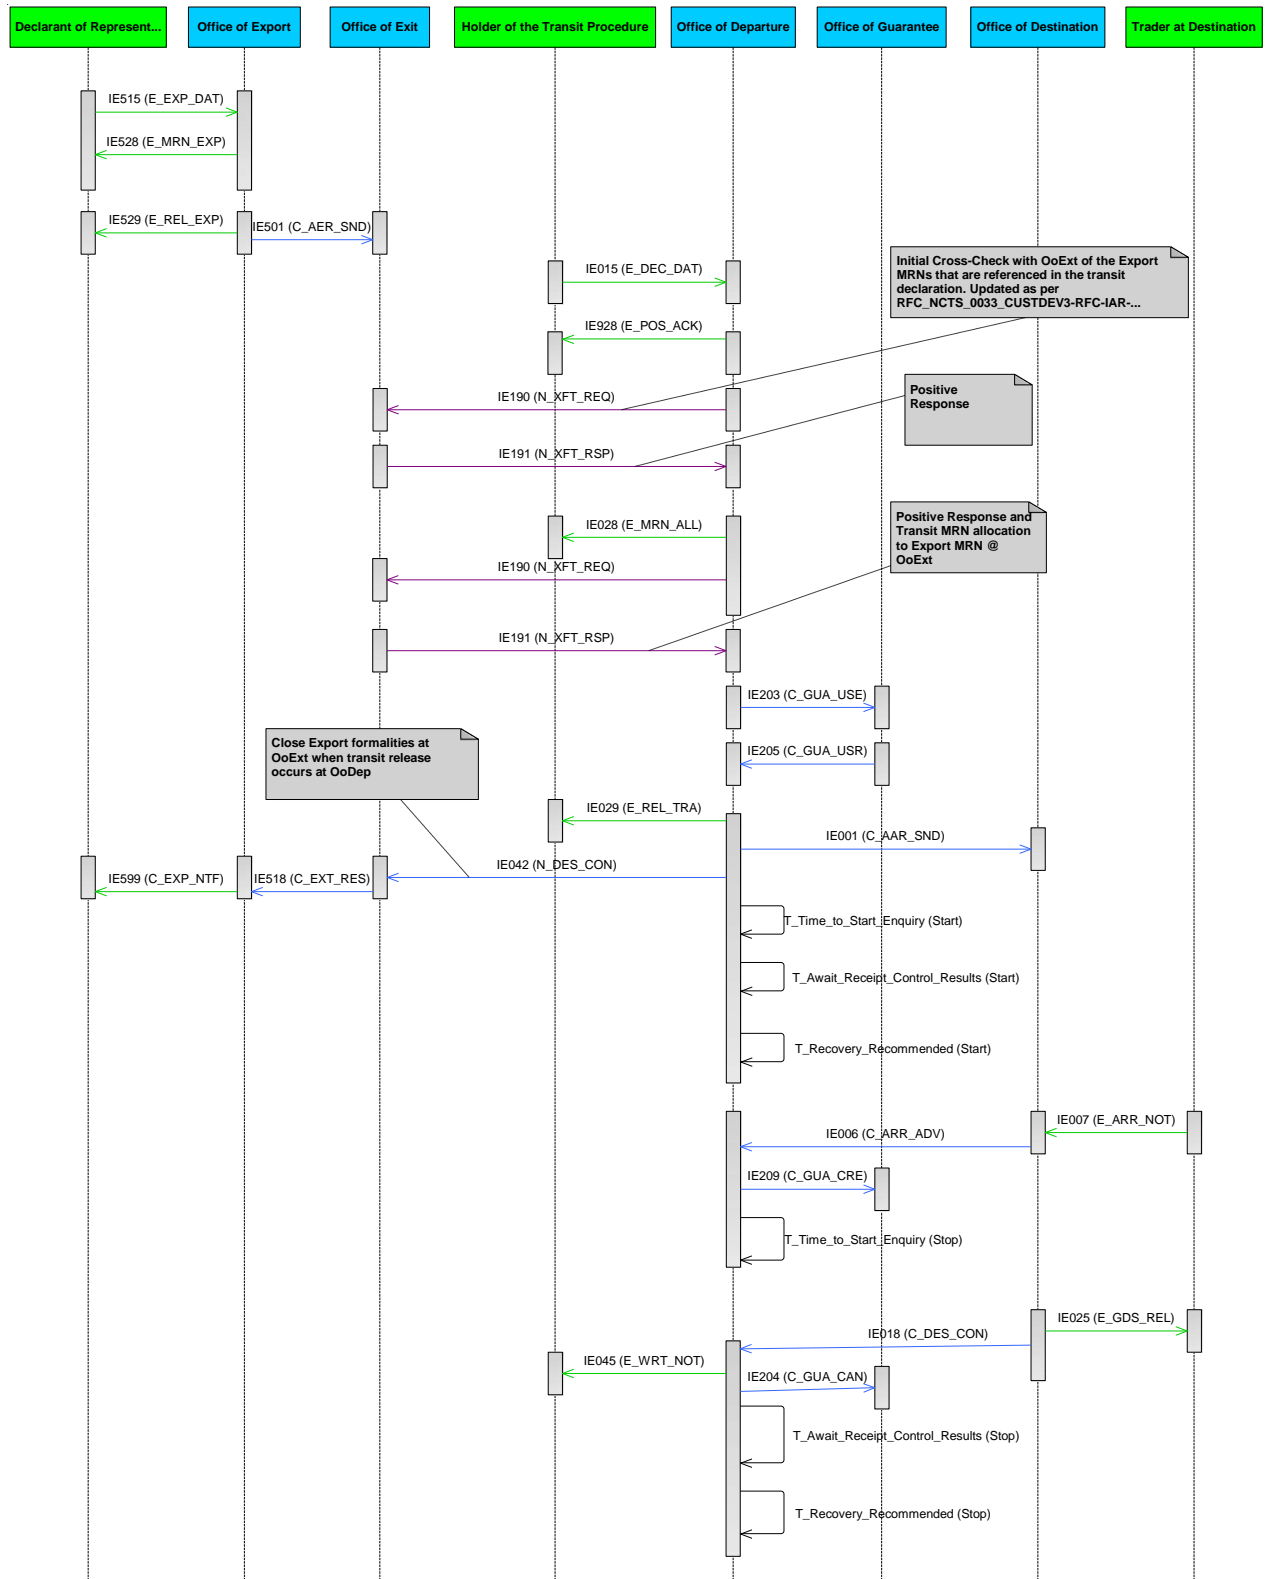 Declarant of Represent...
Office of Export
Office of Exit
Holder of the Transit Procedure
Office of Departure
Office of Guarantee
Office of Destination
Trader at Destination
IE515 (E_EXP_DAT)
IE528 (E_MRN_EXP)
IE529 (E_REL_EXP)
IE501 (C_AER_SND)
Initial Cross-Check with OoExt of the Export
MRNs that are referenced in the transit
declaration. Updated as per
RFC_NCTS_0033_CUSTDEV3-RFC-IAR-...
IE015 (E_DEC_DAT)
IE928 (E_POS_ACK)
Positive
Response
IE190 (N_XFT_REQ)
IE191 (N_XFT_RSP)
Positive Response and
Transit MRN allocation
to Export MRN @
OoExt
IE028 (E_MRN_ALL)
IE190 (N_XFT_REQ)
IE191 (N_XFT_RSP)
IE203 (C_GUA_USE)
Close Export formalities at
OoExt when transit release
occurs at OoDep
IE205 (C_GUA_USR)
IE029 (E_REL_TRA)
IE001 (C_AAR_SND)
IE042 (N_DES_CON)
IE599 (C_EXP_NTF)
IE518 (C_EXT_RES)
T_Time_to_Start_Enquiry (Start)
T_Await_Receipt_Control_Results (Start)
T_Recovery_Recommended (Start)
IE007 (E_ARR_NOT)
IE006 (C_ARR_ADV)
IE209 (C_GUA_CRE)
T_Time_to_Start_Enquiry (Stop)
IE025 (E_GDS_REL)
IE018 (C_DES_CON)
IE045 (E_WRT_NOT)
IE204 (C_GUA_CAN)
T_Await_Receipt_Control_Results (Stop)
T_Recovery_Recommended (Stop)